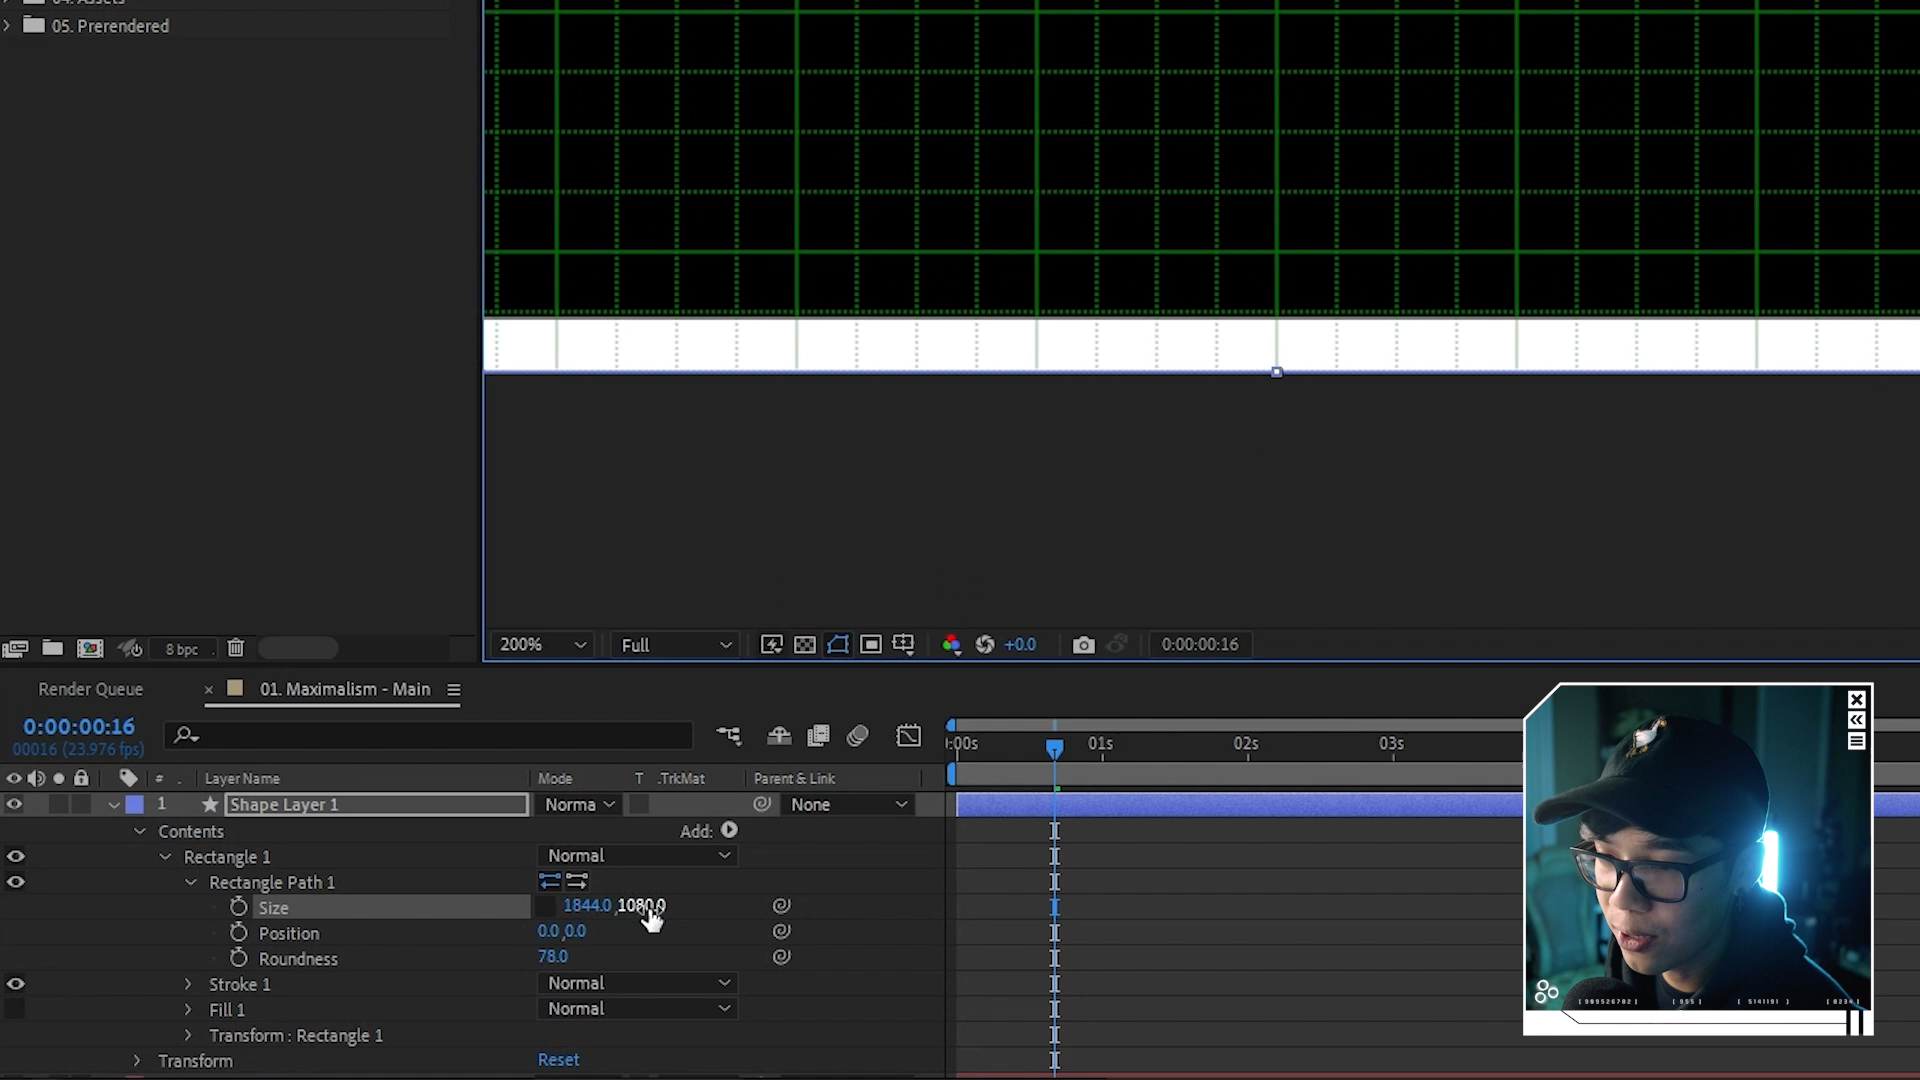 05. Prerendered
200%
Full
+0.0
0:00:00:16
8 bpc
Render Queue
× 01. Maximalism - Main
0:00:00:16
00016 (23.976 fps)
:00s 01s 02s 03s
# . Layer Name Mode T .TrkMat Parent & Link
1 Shape Layer 1 Norma None
Contents Add:
Rectangle 1 Normal
Rectangle Path 1
Size 1844.0 ,1080.0
Position 0.0 ,0.0
Roundness 78.0
Stroke 1 Normal
Fill 1 Normal
Transform : Rectangle 1
Transform Reset